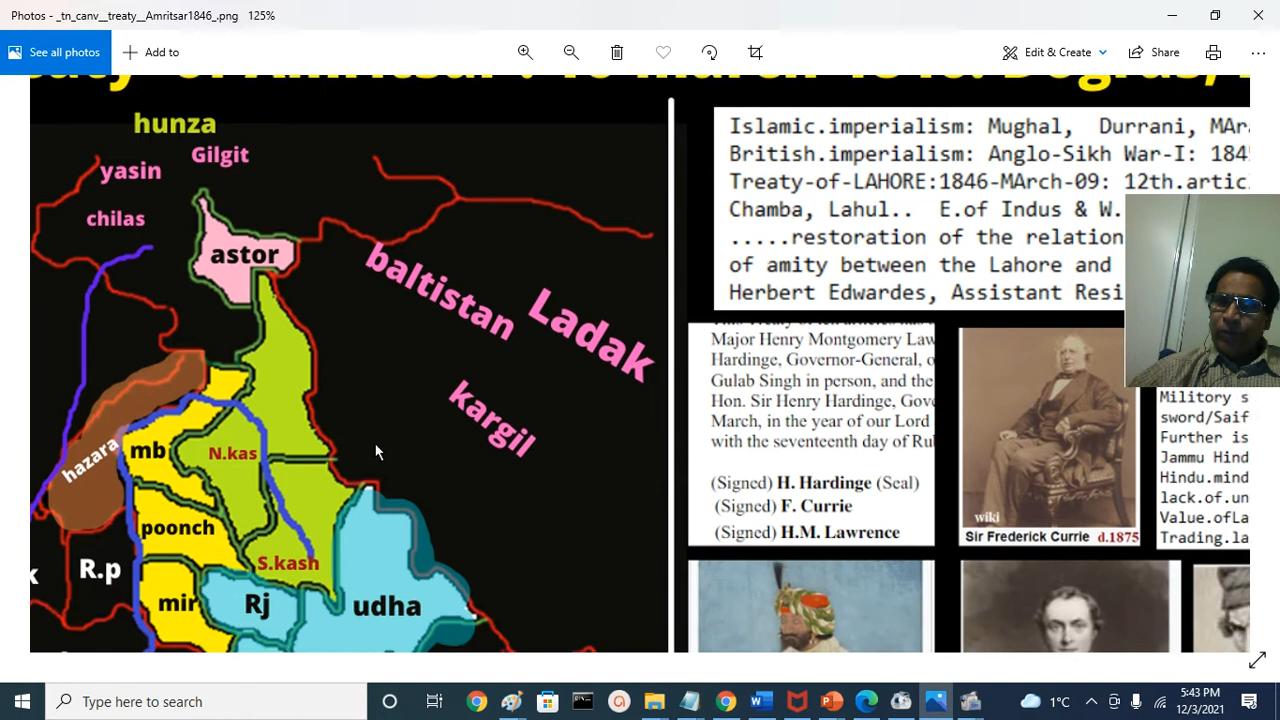 Photos - _tn_canv__treaty__Amritsar1846_.png   125%
See all photos
Add to
Edit & Create
Share
hunza
Gilgit
yasin
chilas
astor
baltistan
Ladak
kargil
hazara
mb
N.kas
poonch
R.p
S.kash
mir
Rj
udha
Islamic.imperialism: Mughal, Durrani, MAr
British.imperialism: Anglo-Sikh War-I: 184
Treaty-of-LAHORE:1846-MArch-09: 12th.artic
Chamba, Lahul.. E.of Indus & W.
.....restoration of the relation
of amity between the Lahore and
Herbert Edwardes, Assistant Resi
Major Henry Montgomery Law
Hardinge, Governor-General, o
Gulab Singh in person, and the
Hon. Sir Henry Hardinge, Gove
March, in the year of our Lord
with the seventeenth day of Rul
(Signed) H. Hardinge (Seal)
(Signed) F. Currie
(Signed) H.M. Lawrence
wiki
Sir Frederick Currie d.1875
Military s
sword/Saif
Further is
Jammu Hind
Hindu.mind
lack.of.un
Value.ofLa
Trading.la
Type here to search
1°C
5:43 PM
12/3/2021